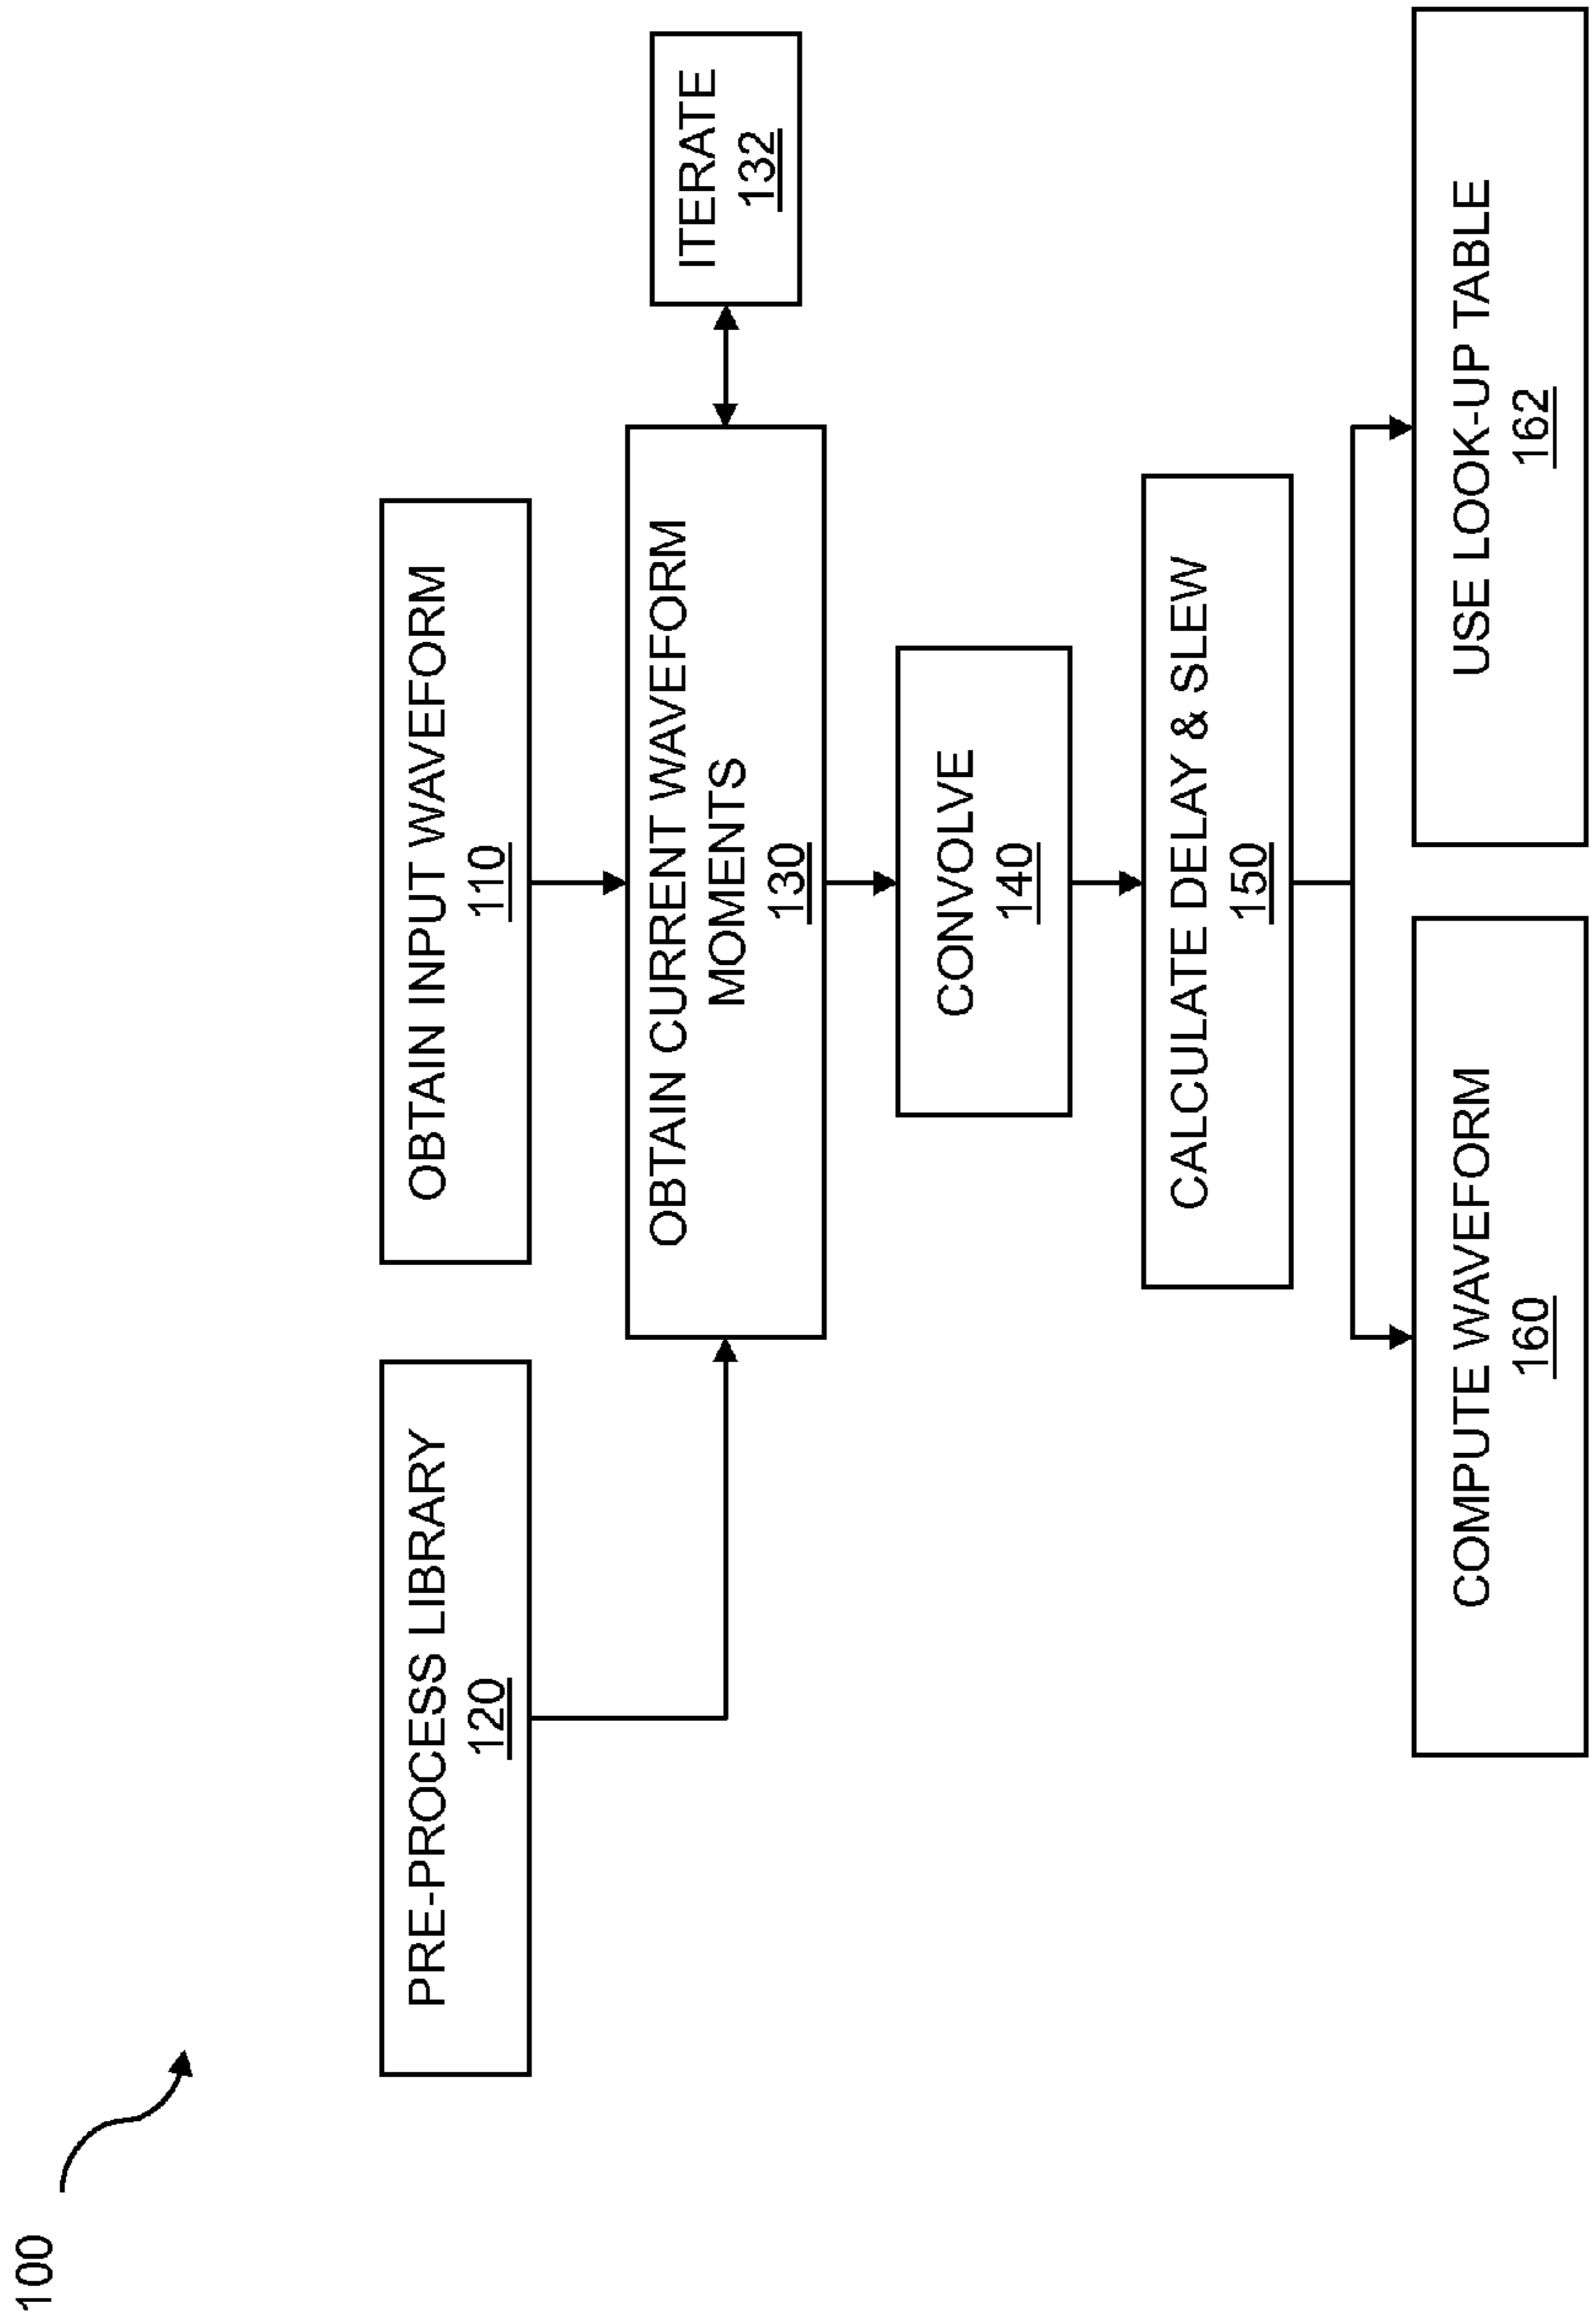 100
PRE-PROCESS LIBRARY
120
OBTAIN INPUT WAVEFORM
110
OBTAIN CURRENT WAVEFORM
MOMENTS
130
ITERATE
132
CONVOLVE
140
CALCULATE DELAY & SLEW
150
COMPUTE WAVEFORM
160
USE LOOK-UP TABLE
162